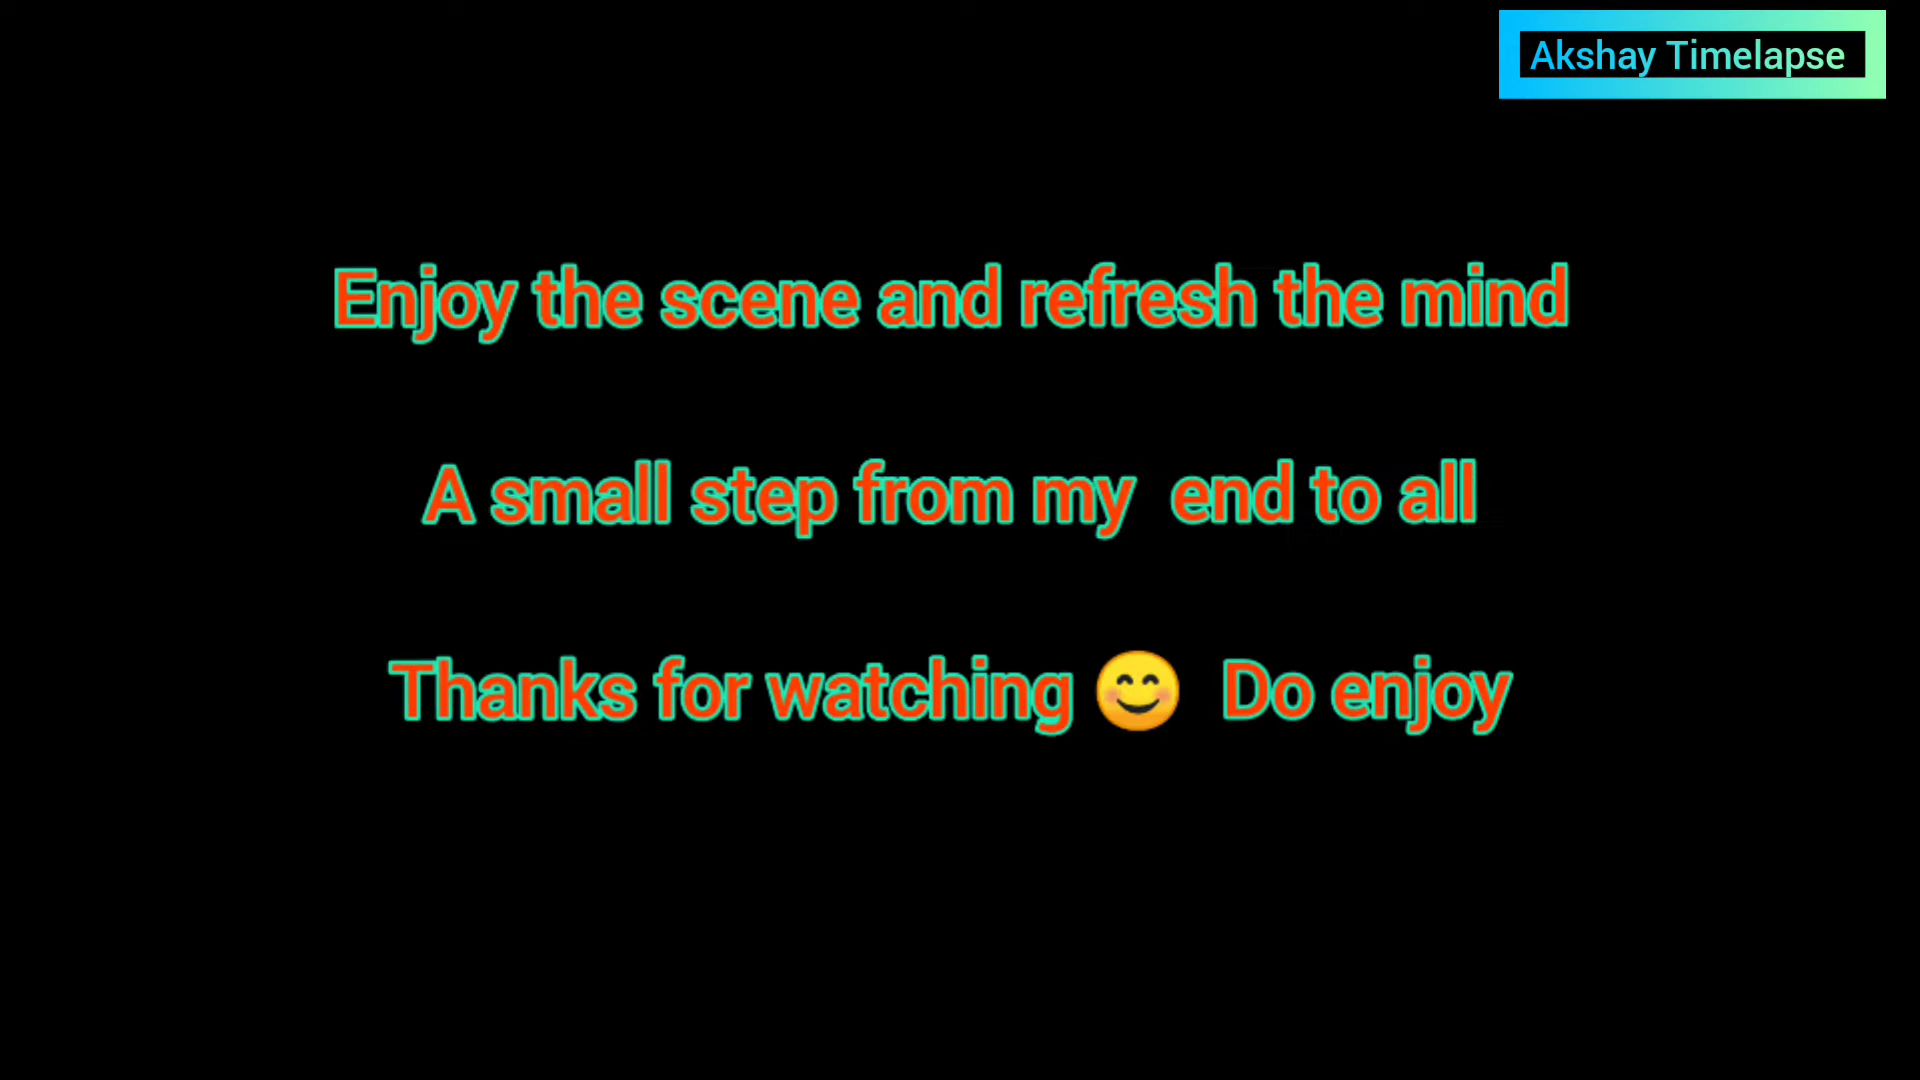 Akshay Timelapse
Enjoy the scene and refresh the mind
A small step from my  end to all
Thanks for watching 😊  Do enjoy